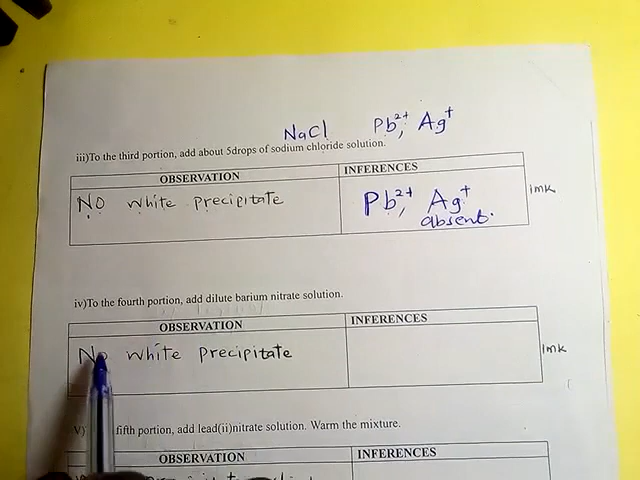 NaCl Pb²⁺, Ag⁺
iii)To the third portion, add about 5drops of sodium chloride solution.
OBSERVATION INFERENCES
No white precipitate Pb²⁺, Ag⁺ absent. 1mk
iv)To the fourth portion, add dilute barium nitrate solution.
OBSERVATION INFERENCES
No white precipitate 1mk
v) fifth portion, add lead(ii)nitrate solution. Warm the mixture.
OBSERVATION INFERENCES